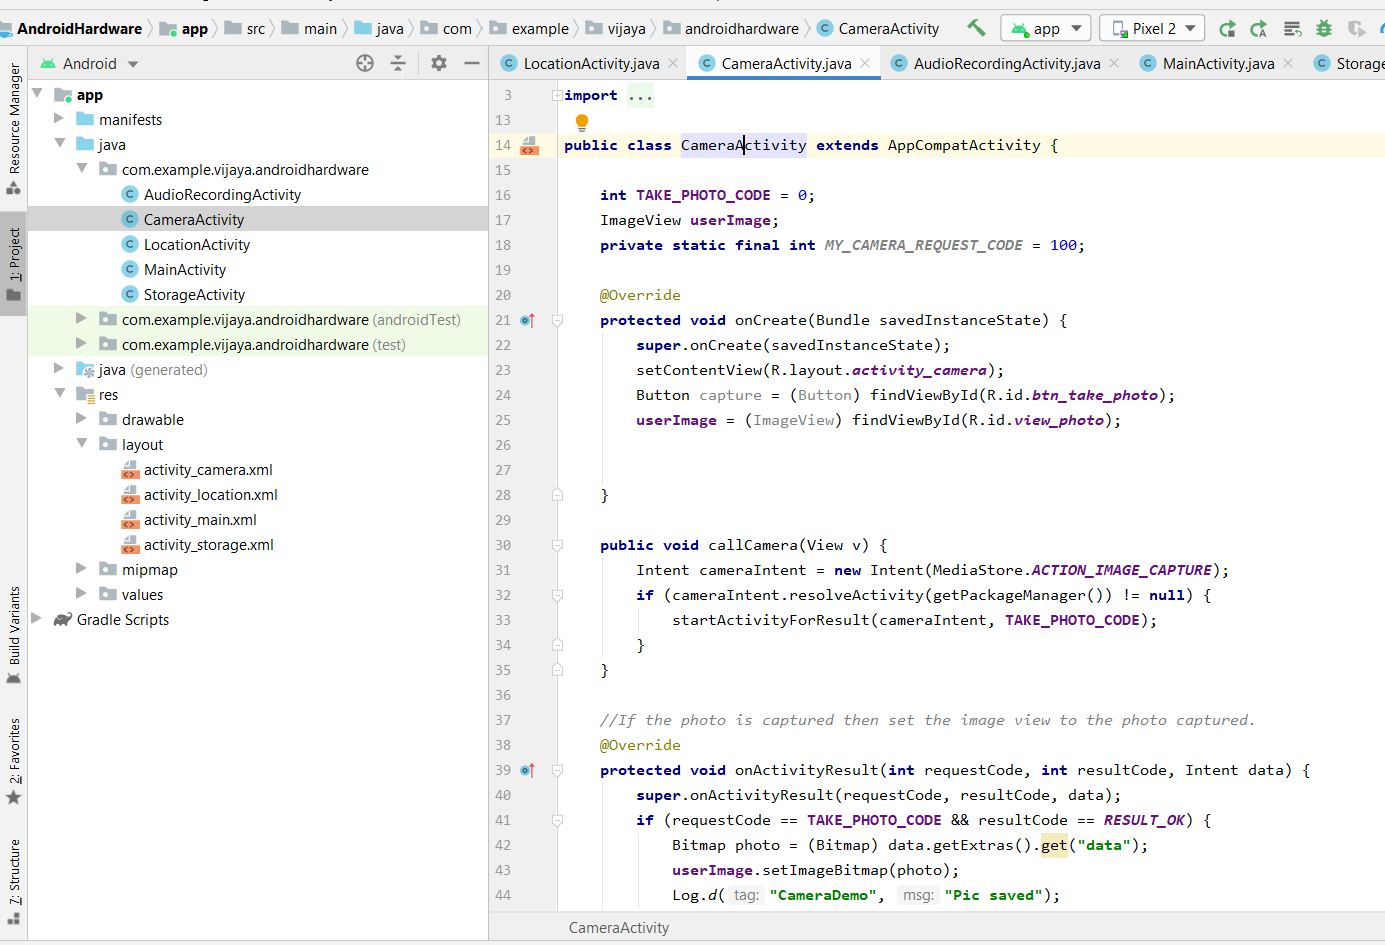 AndroidHardware app src main java com example vijaya androidhardware CameraActivity app Pixel 2
Android
LocationActivity.java CameraActivity.java AudioRecordingActivity.java MainActivity.java Storage
Resource Manager
1: Project
Build Variants
2: Favorites
7: Structure
app
manifests
java
com.example.vijaya.androidhardware
AudioRecordingActivity
CameraActivity
LocationActivity
MainActivity
StorageActivity
com.example.vijaya.androidhardware (androidTest)
com.example.vijaya.androidhardware (test)
java (generated)
res
drawable
layout
activity_camera.xml
activity_location.xml
activity_main.xml
activity_storage.xml
mipmap
values
Gradle Scripts
3 import ...
13
14 public class CameraActivity extends AppCompatActivity {
15
16 int TAKE_PHOTO_CODE = 0;
17 ImageView userImage;
18 private static final int MY_CAMERA_REQUEST_CODE = 100;
19
20 @Override
21 protected void onCreate(Bundle savedInstanceState) {
22 super.onCreate(savedInstanceState);
23 setContentView(R.layout.activity_camera);
24 Button capture = (Button) findViewById(R.id.btn_take_photo);
25 userImage = (ImageView) findViewById(R.id.view_photo);
26
27
28 }
29
30 public void callCamera(View v) {
31 Intent cameraIntent = new Intent(MediaStore.ACTION_IMAGE_CAPTURE);
32 if (cameraIntent.resolveActivity(getPackageManager()) != null) {
33 startActivityForResult(cameraIntent, TAKE_PHOTO_CODE);
34 }
35 }
36
37 //If the photo is captured then set the image view to the photo captured.
38 @Override
39 protected void onActivityResult(int requestCode, int resultCode, Intent data) {
40 super.onActivityResult(requestCode, resultCode, data);
41 if (requestCode == TAKE_PHOTO_CODE && resultCode == RESULT_OK) {
42 Bitmap photo = (Bitmap) data.getExtras().get("data");
43 userImage.setImageBitmap(photo);
44 Log.d( tag: "CameraDemo", msg: "Pic saved");
CameraActivity